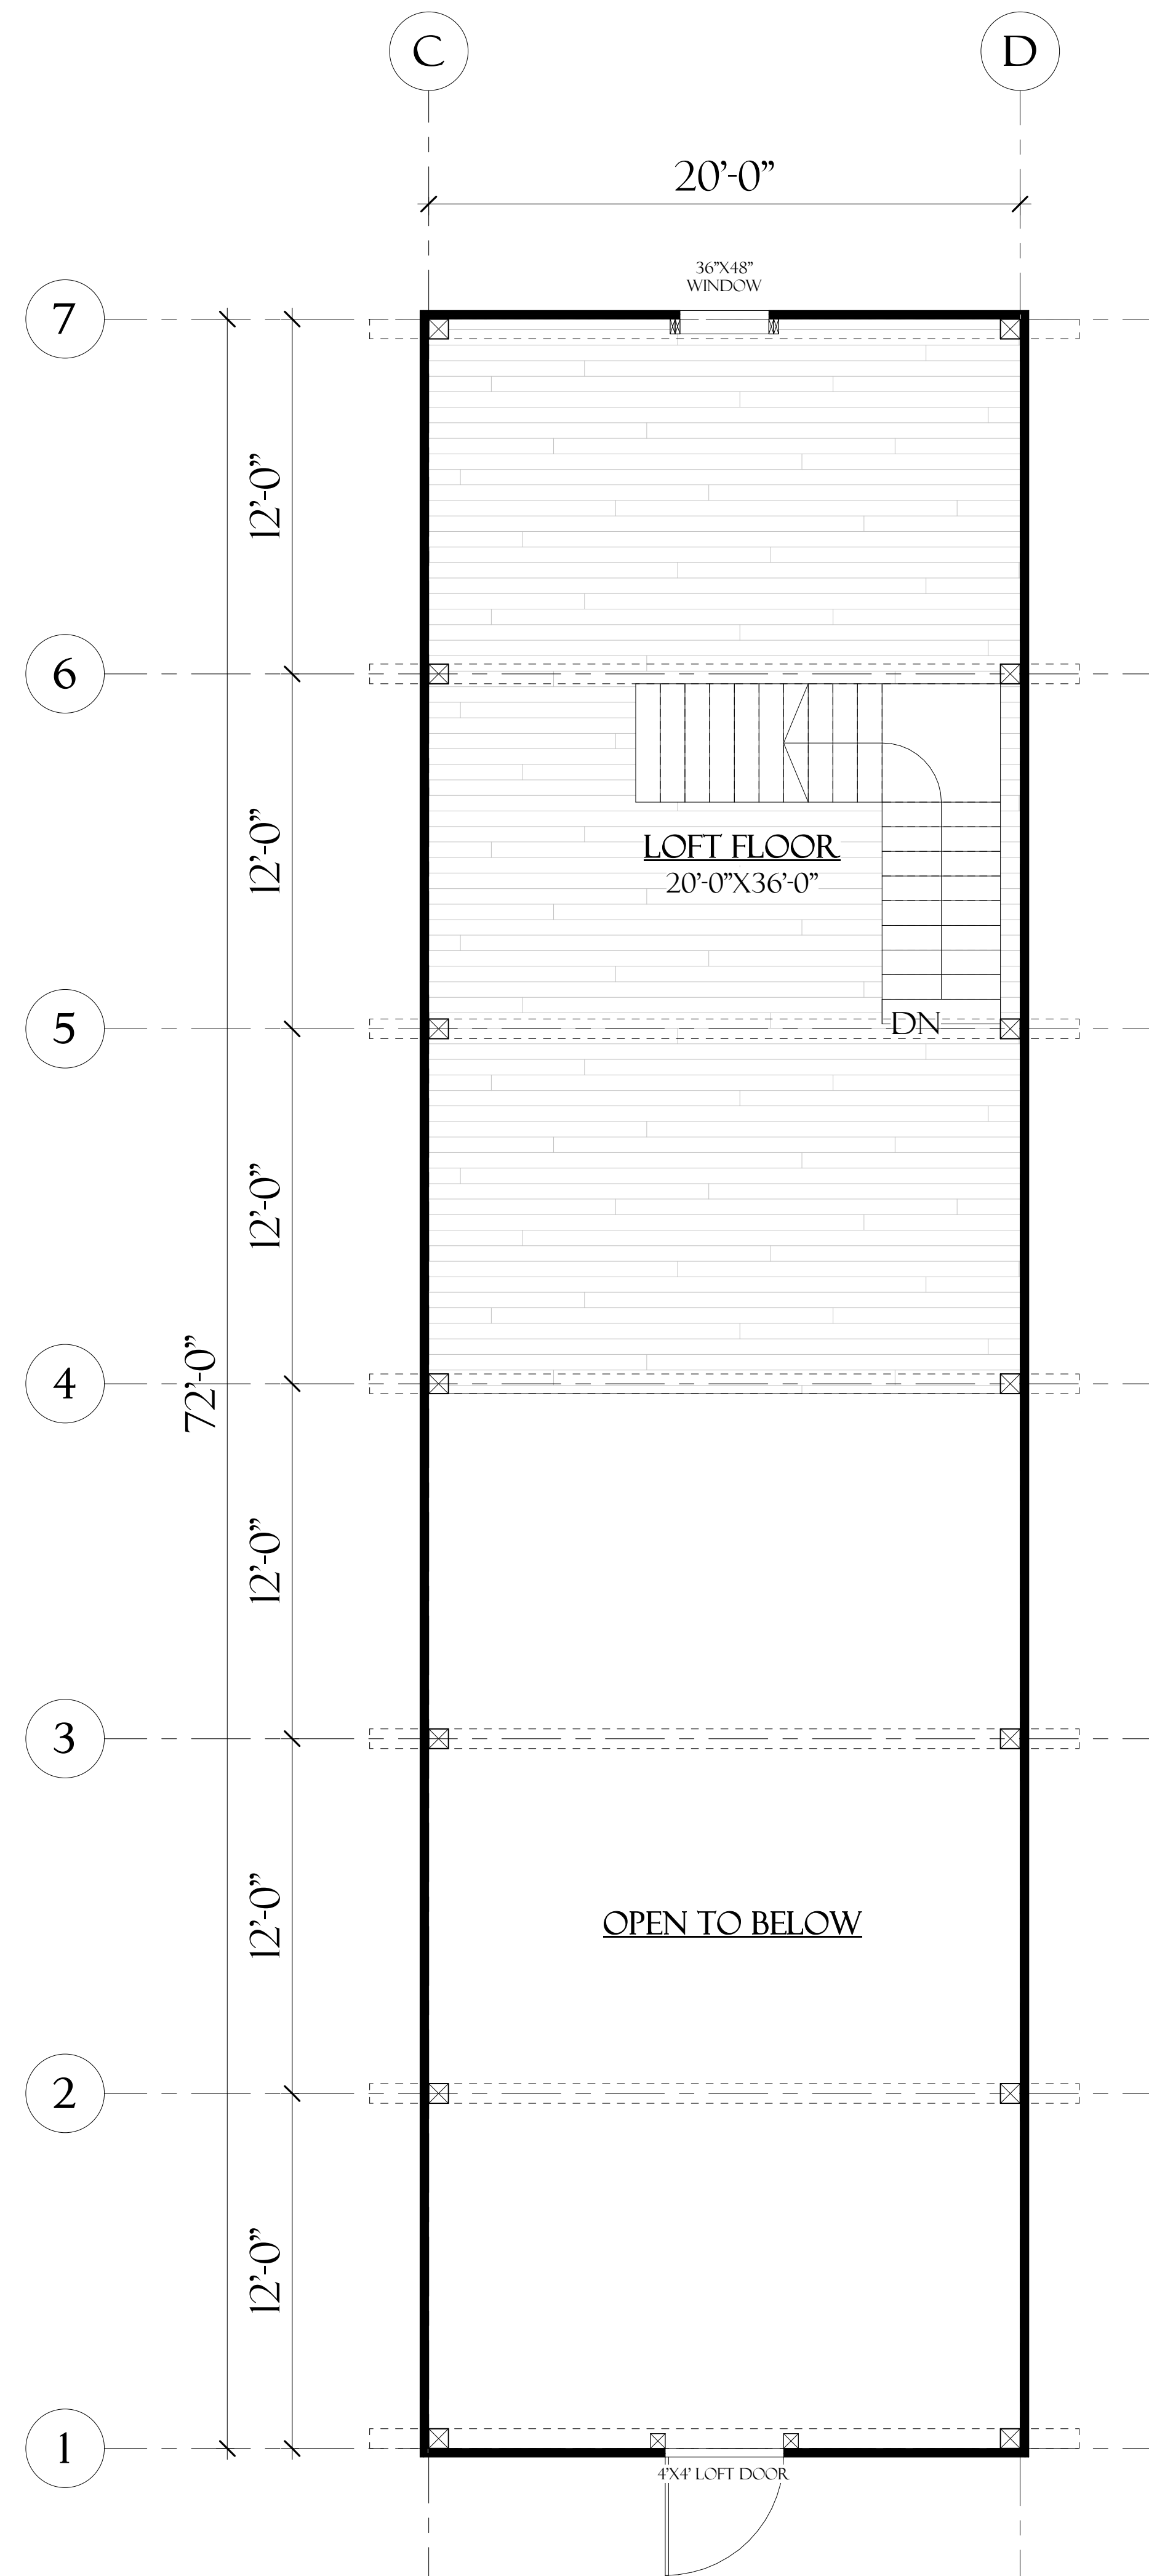 C
D
20'-0"
36"X48"
WINDOW
7
12'-0"
6
12'-0"
LOFT FLOOR
20'-0"X36'-0"
5
DN
12'-0"
72'-0"
4
12'-0"
3
12'-0"
OPEN TO BELOW
2
12'-0"
1
4'X4' LOFT DOOR